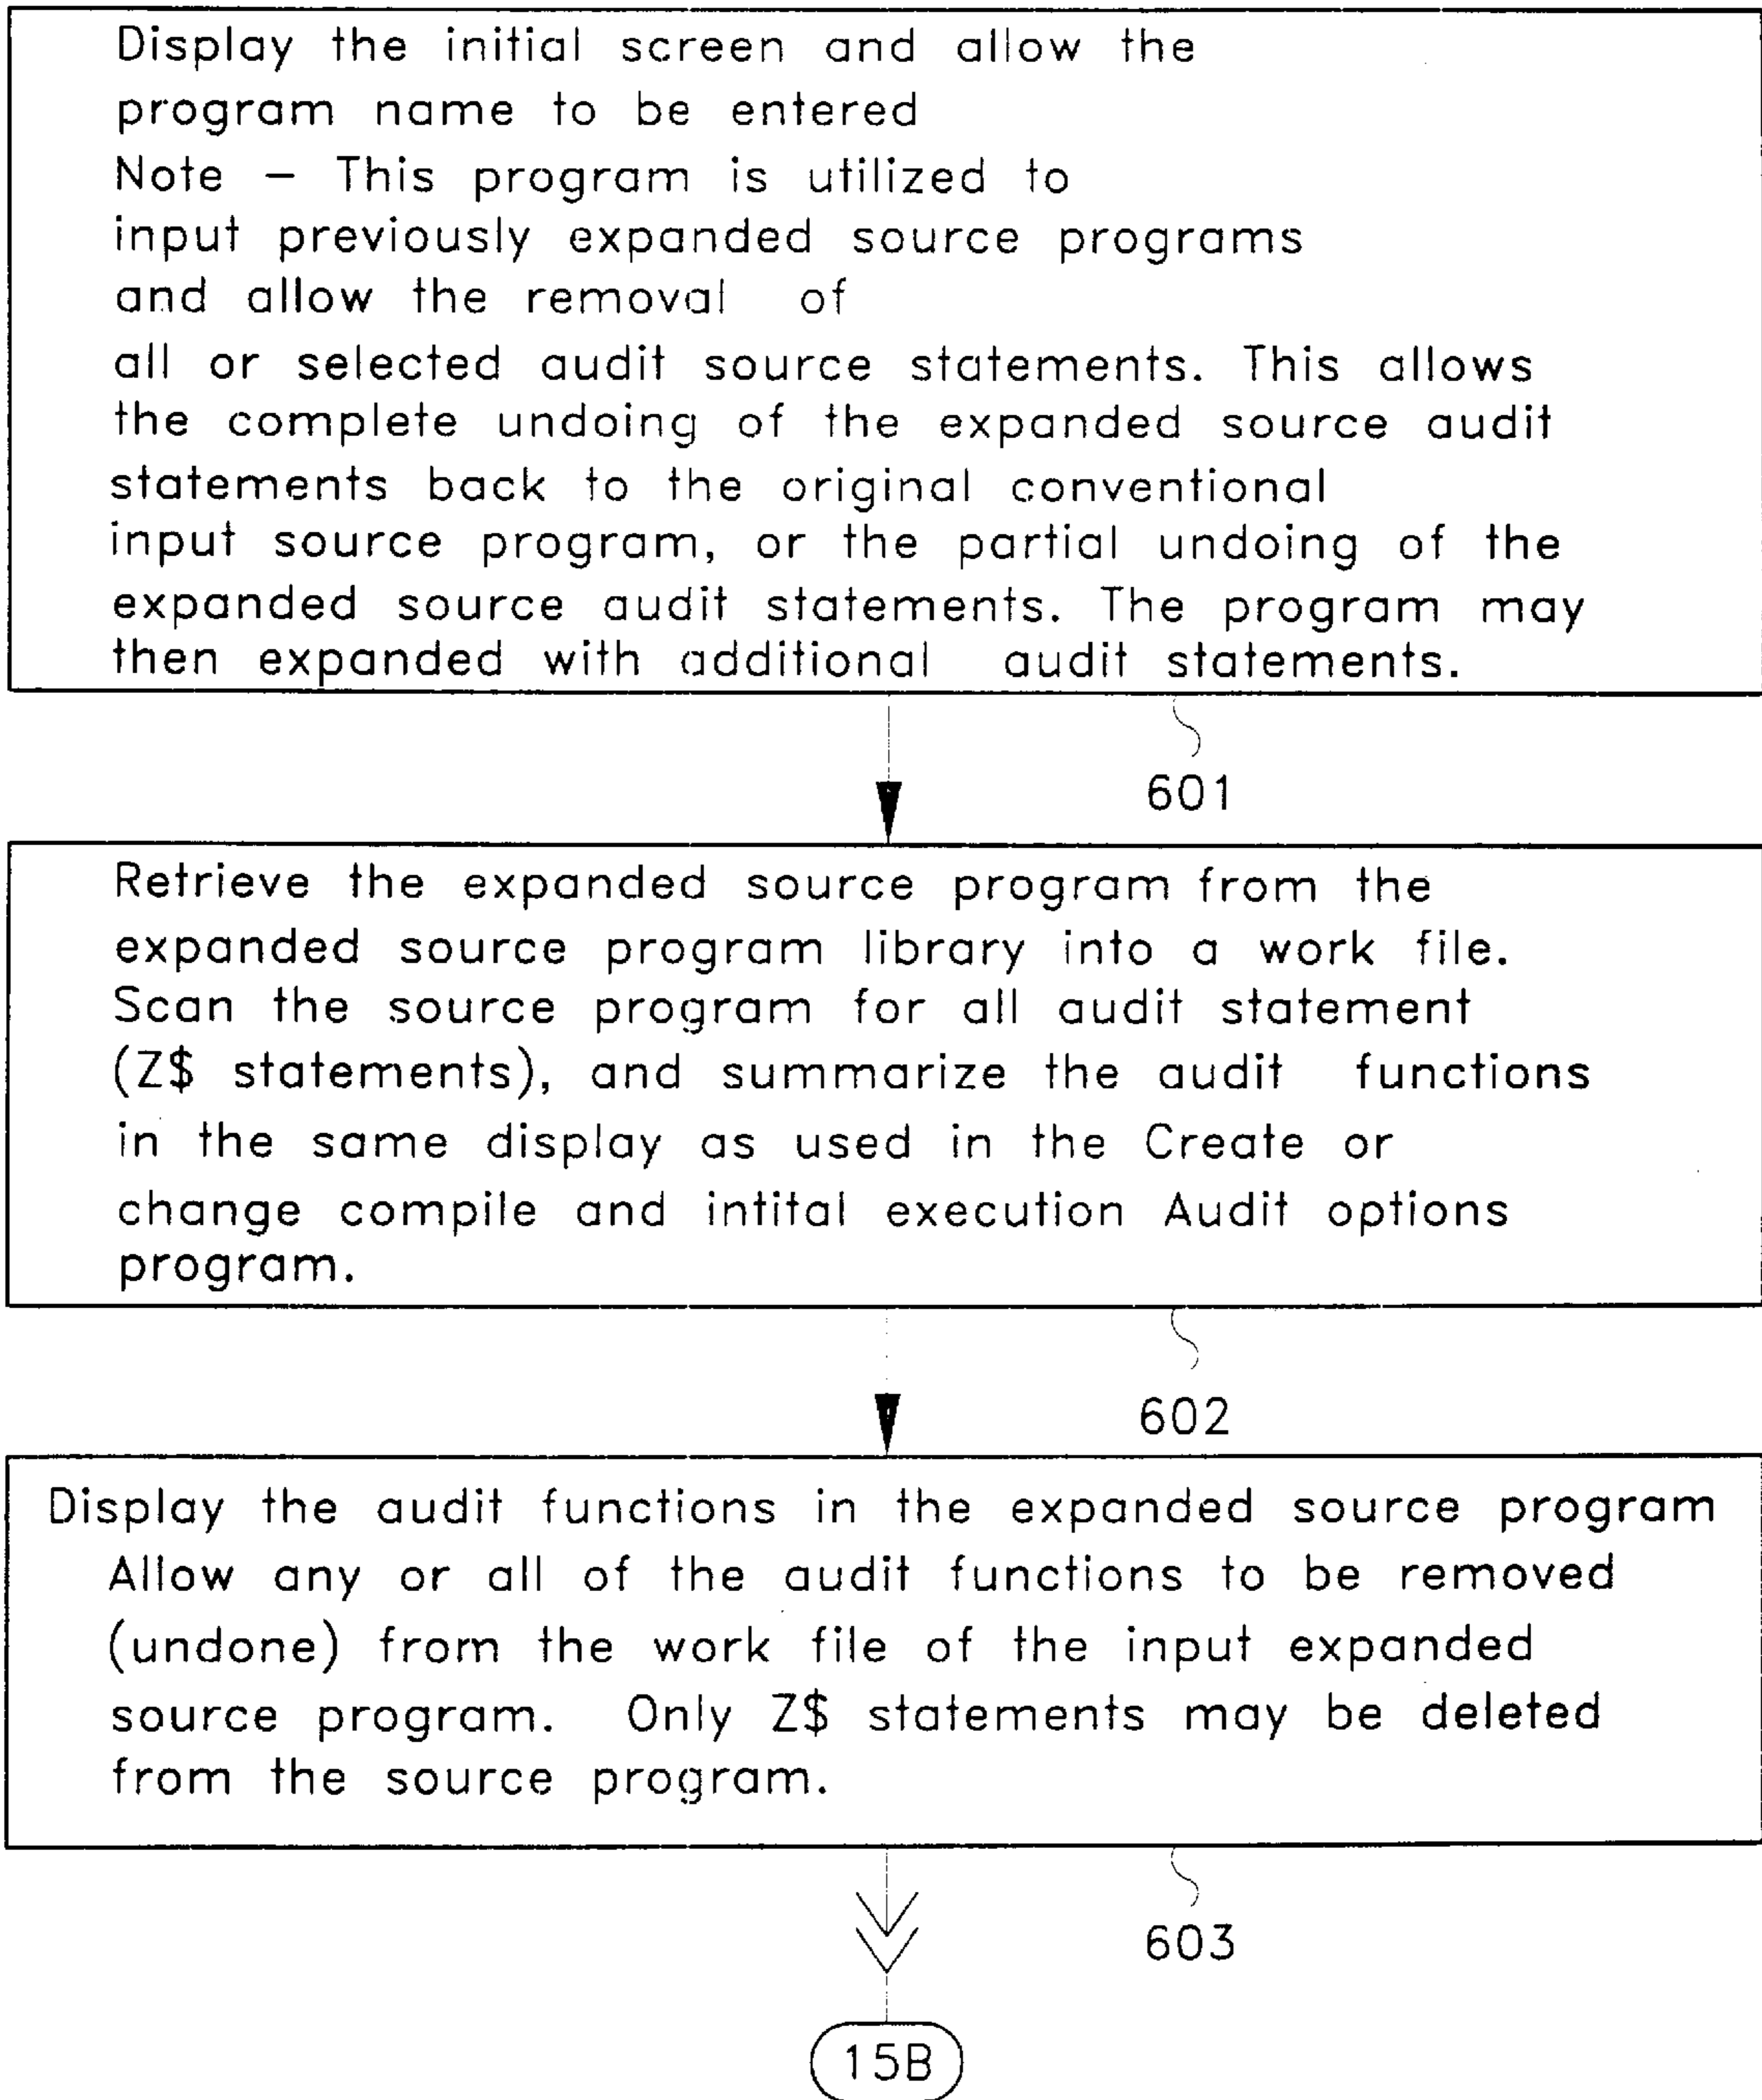 Display the initial screen and allow the
program name to be entered
Note – This program is utilized to
input previously expanded source programs
and allow the removal of
all or selected audit source statements. This allows
the complete undoing of the expanded source audit
statements back to the original conventional
input source program, or the partial undoing of the
expanded source audit statements. The program may
then expanded with additional audit statements.
601
Retrieve the expanded source program from the
expanded source program library into a work file.
Scan the source program for all audit statement
(Z$ statements), and summarize the audit functions
in the same display as used in the Create or
change compile and intital execution Audit options
program.
602
Display the audit functions in the expanded source program
Allow any or all of the audit functions to be removed
(undone) from the work file of the input expanded
source program. Only Z$ statements may be deleted
from the source program.
603
15B